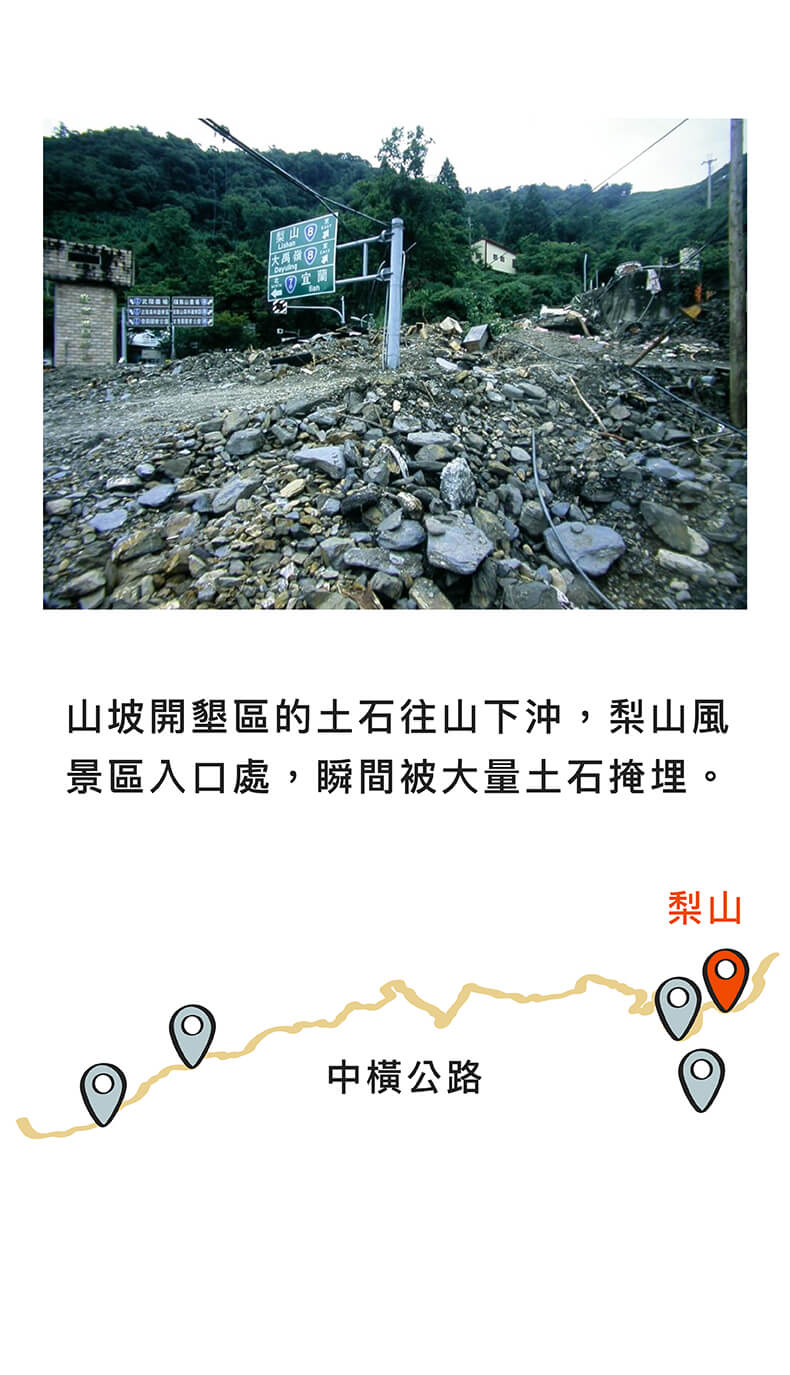 梨山 8
Lishan
大禹嶺 8
Dayuling
7 宜蘭
Ilan
山坡開墾區的土石往山下沖，梨山風
景區入口處，瞬間被大量土石掩埋。
梨山
中橫公路